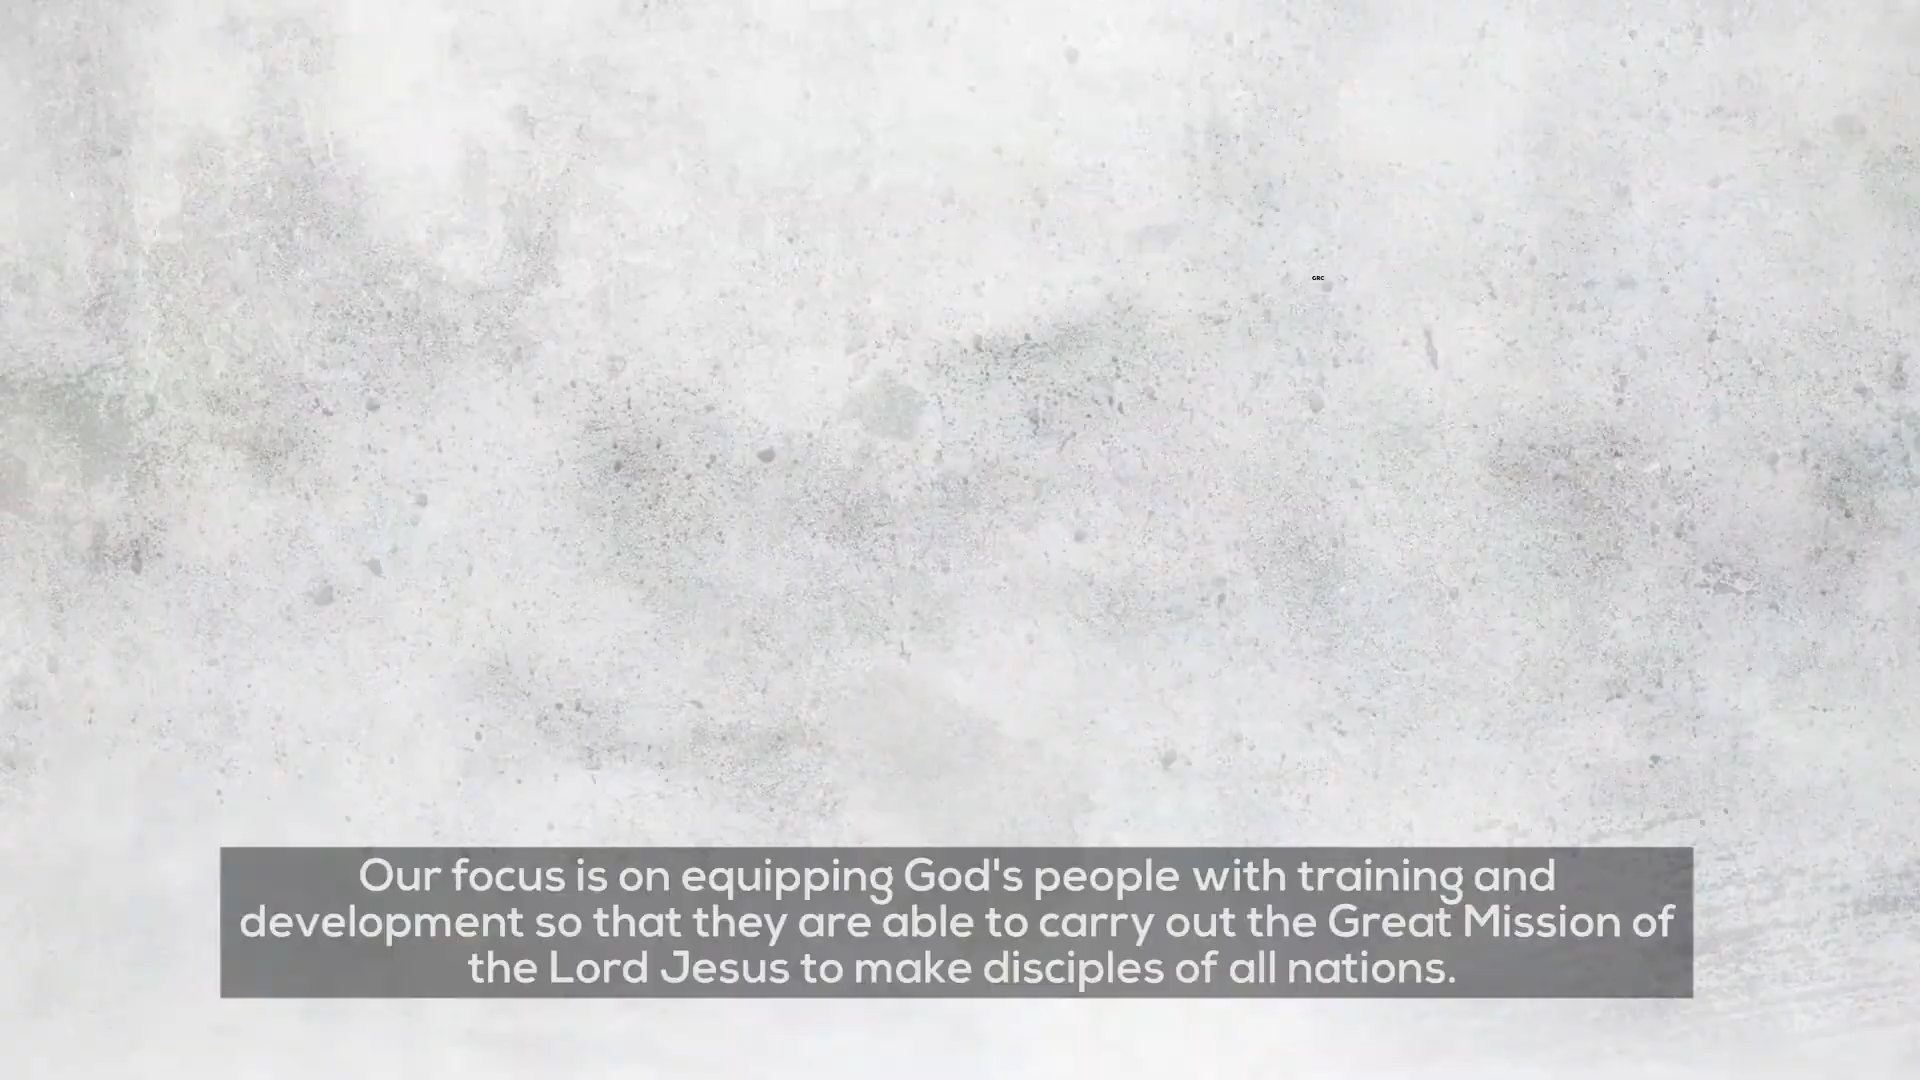 GRC
Our focus is on equipping God's people with training and
development so that they are able to carry out the Great Mission of
the Lord Jesus to make disciples of all nations.